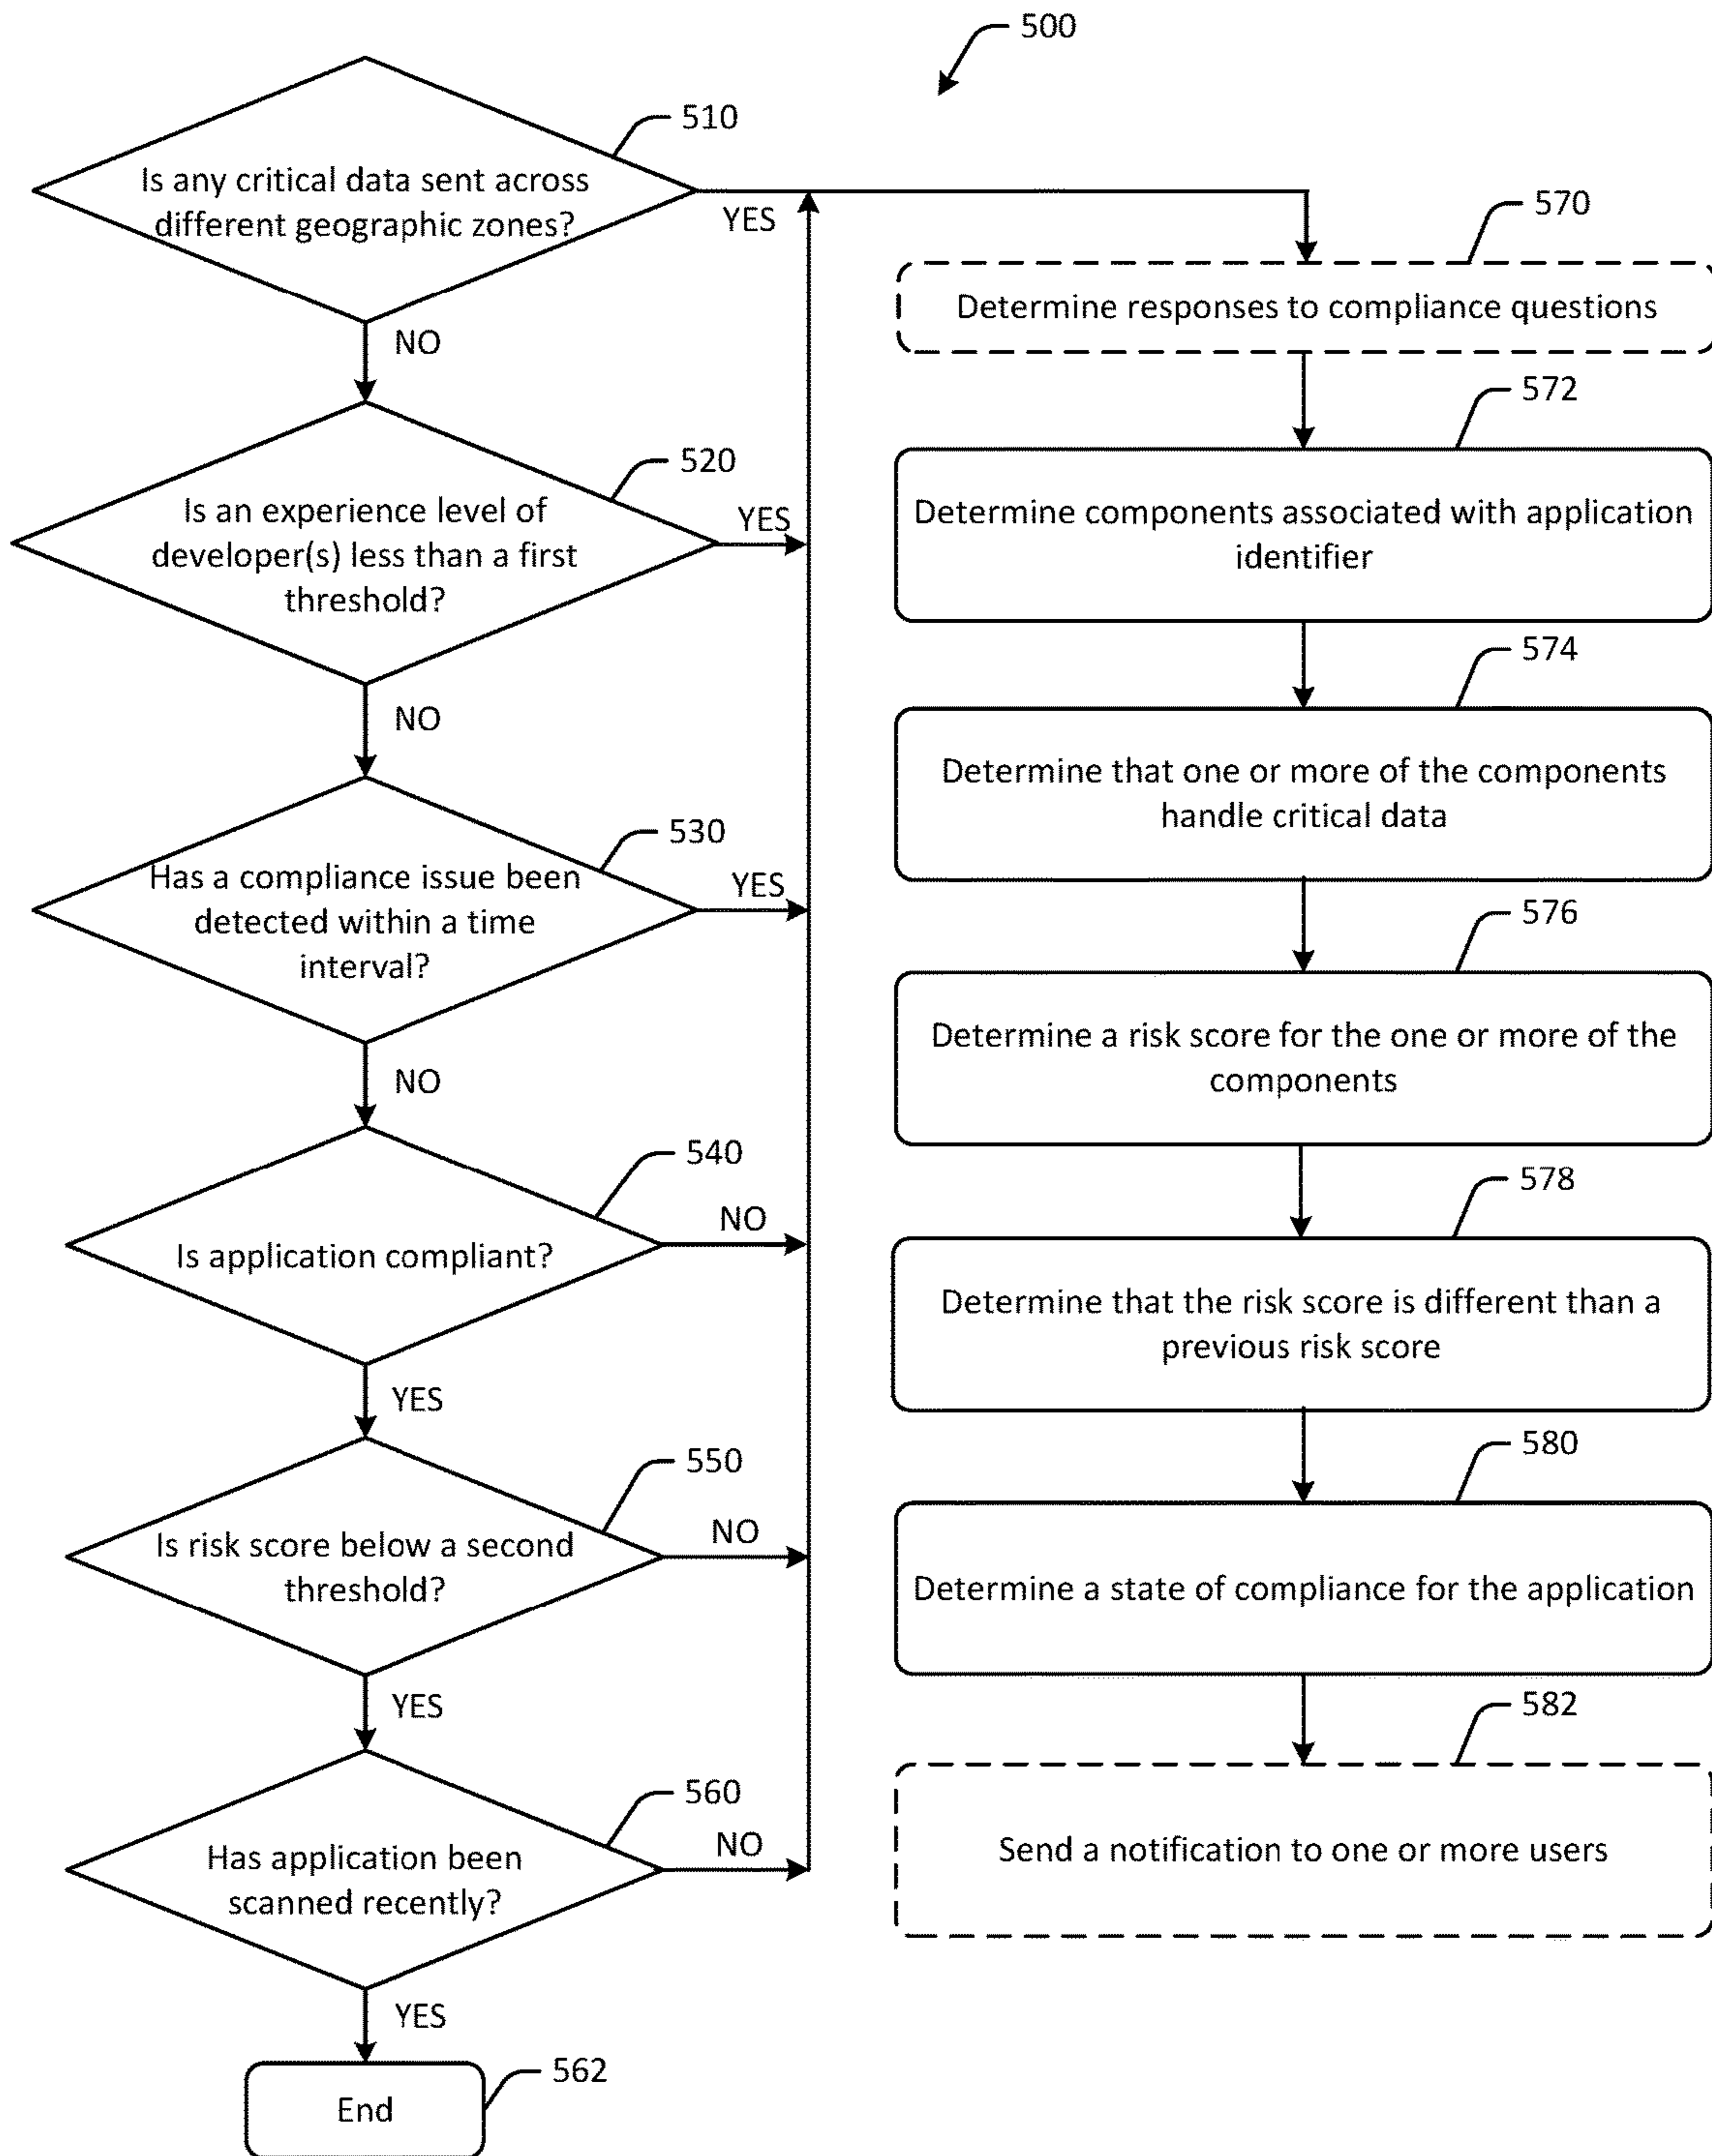 500
510
Is any critical data sent across
different geographic zones?
YES
NO
520
Is an experience level of
developer(s) less than a first
threshold?
YES
NO
530
Has a compliance issue been
detected within a time
interval?
YES
NO
540
Is application compliant?
NO
YES
550
Is risk score below a second
threshold?
NO
YES
560
Has application been
scanned recently?
NO
YES
562
End
570
Determine responses to compliance questions
572
Determine components associated with application
identifier
574
Determine that one or more of the components
handle critical data
576
Determine a risk score for the one or more of the
components
578
Determine that the risk score is different than a
previous risk score
580
Determine a state of compliance for the application
582
Send a notification to one or more users